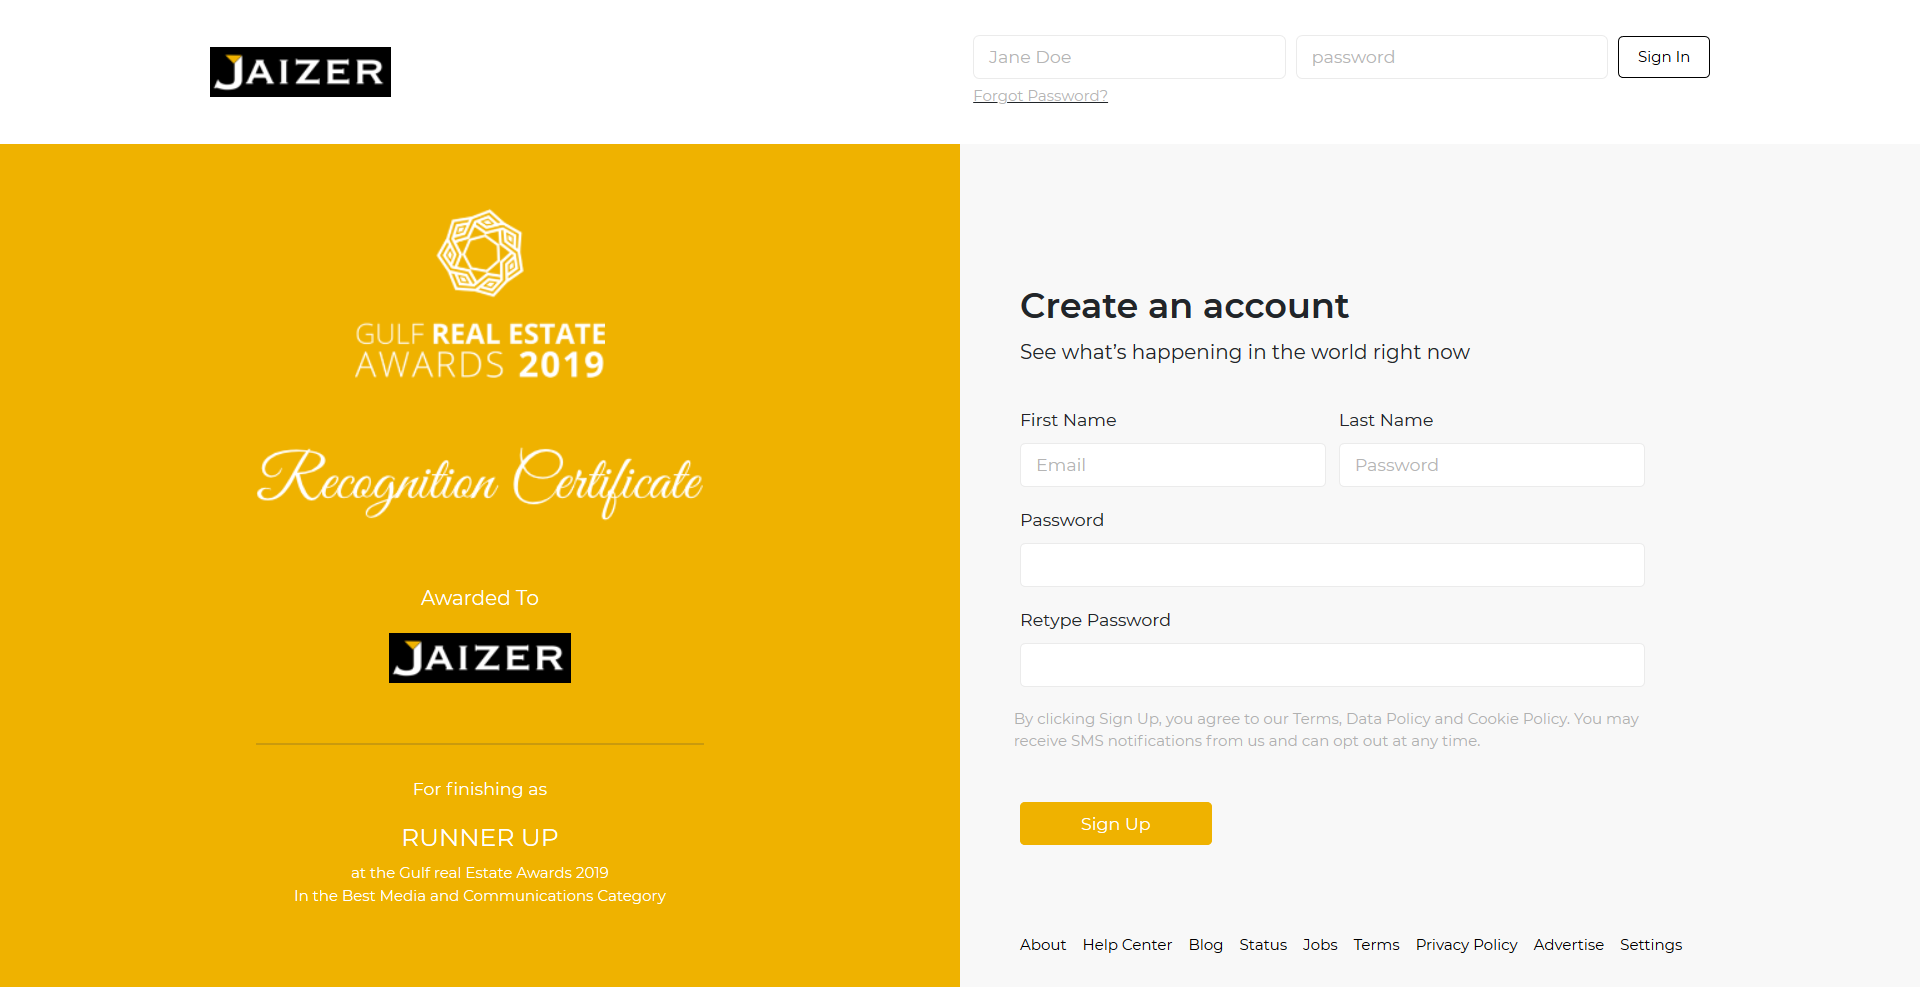 JAIZER
Jane Doe
password
Sign In
Forgot Password?
GULF REAL ESTATE
AWARDS 2019
Recognition Certificate
Awarded To
JAIZER
For finishing as
RUNNER UP
at the Gulf real Estate Awards 2019
In the Best Media and Communications Category
Create an account
See what’s happening in the world right now
First Name
Last Name
Email
Password
Password
Retype Password
By clicking Sign Up, you agree to our Terms, Data Policy and Cookie Policy. You may
receive SMS notifications from us and can opt out at any time.
Sign Up
About Help Center Blog Status Jobs Terms Privacy Policy Advertise Settings